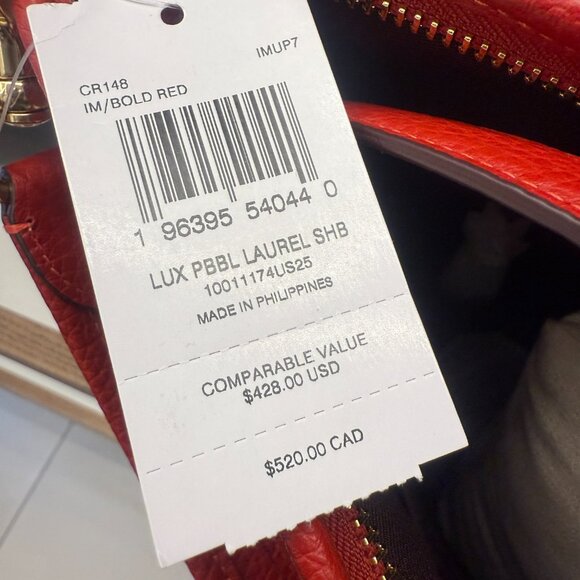 IMUP7
CR148
IM/BOLD RED
1 96395 54044 0
LUX PBBL LAUREL SHB
10011174US25
MADE IN PHILIPPINES
COMPARABLE VALUE
$428.00 USD
$520.00 CAD